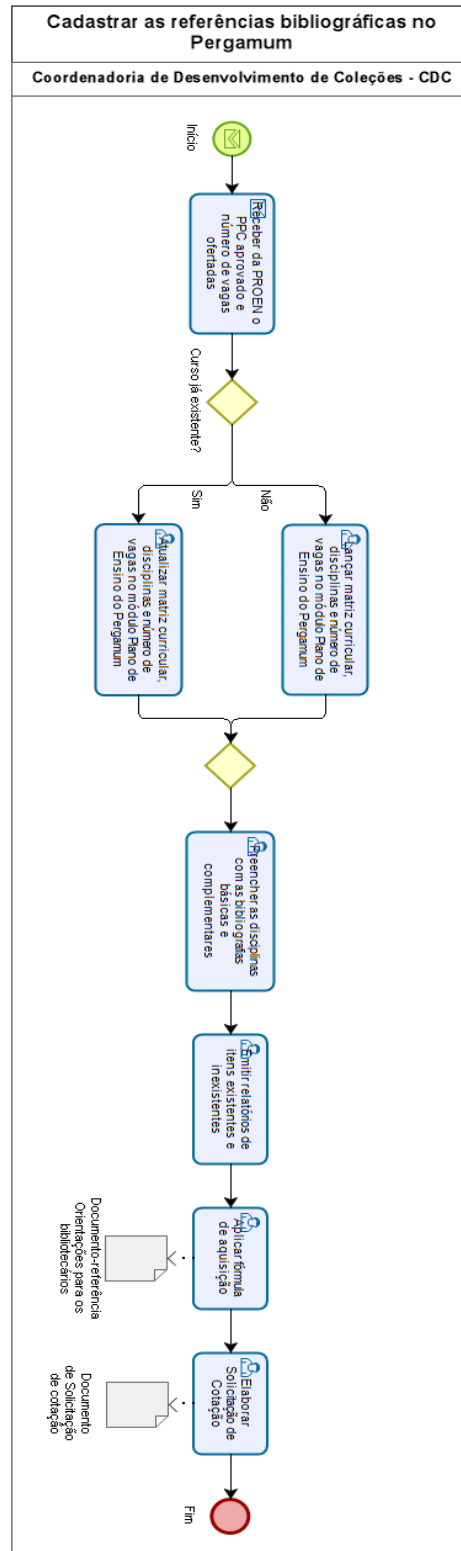 Cadastrar as referências bibliográficas no
Pergamum
Coordenadoria de Desenvolvimento de Coleções - CDC
Início
Receber da PROEN o
PPC aprovado e
número de vagas
ofertadas
Curso já existente?
Não
Sim
Lançar matriz curricular,
disciplinas e número de
vagas no módulo Plano de
Ensino do Pergamum
Atualizar matriz curricular,
disciplinas e número de
vagas no módulo Plano de
Ensino do Pergamum
Preencher as disciplinas
com as bibliografas
básicas e
complementares
Emitir relatórios de
itens existentes e
inexistentes
Aplicar fórmula
de aquisição
Documento-referência
Orientações para os
bibliotecários
Elaborar
Solicitação de
Cotação
Documento
de Solicitação
de cotação
Fim